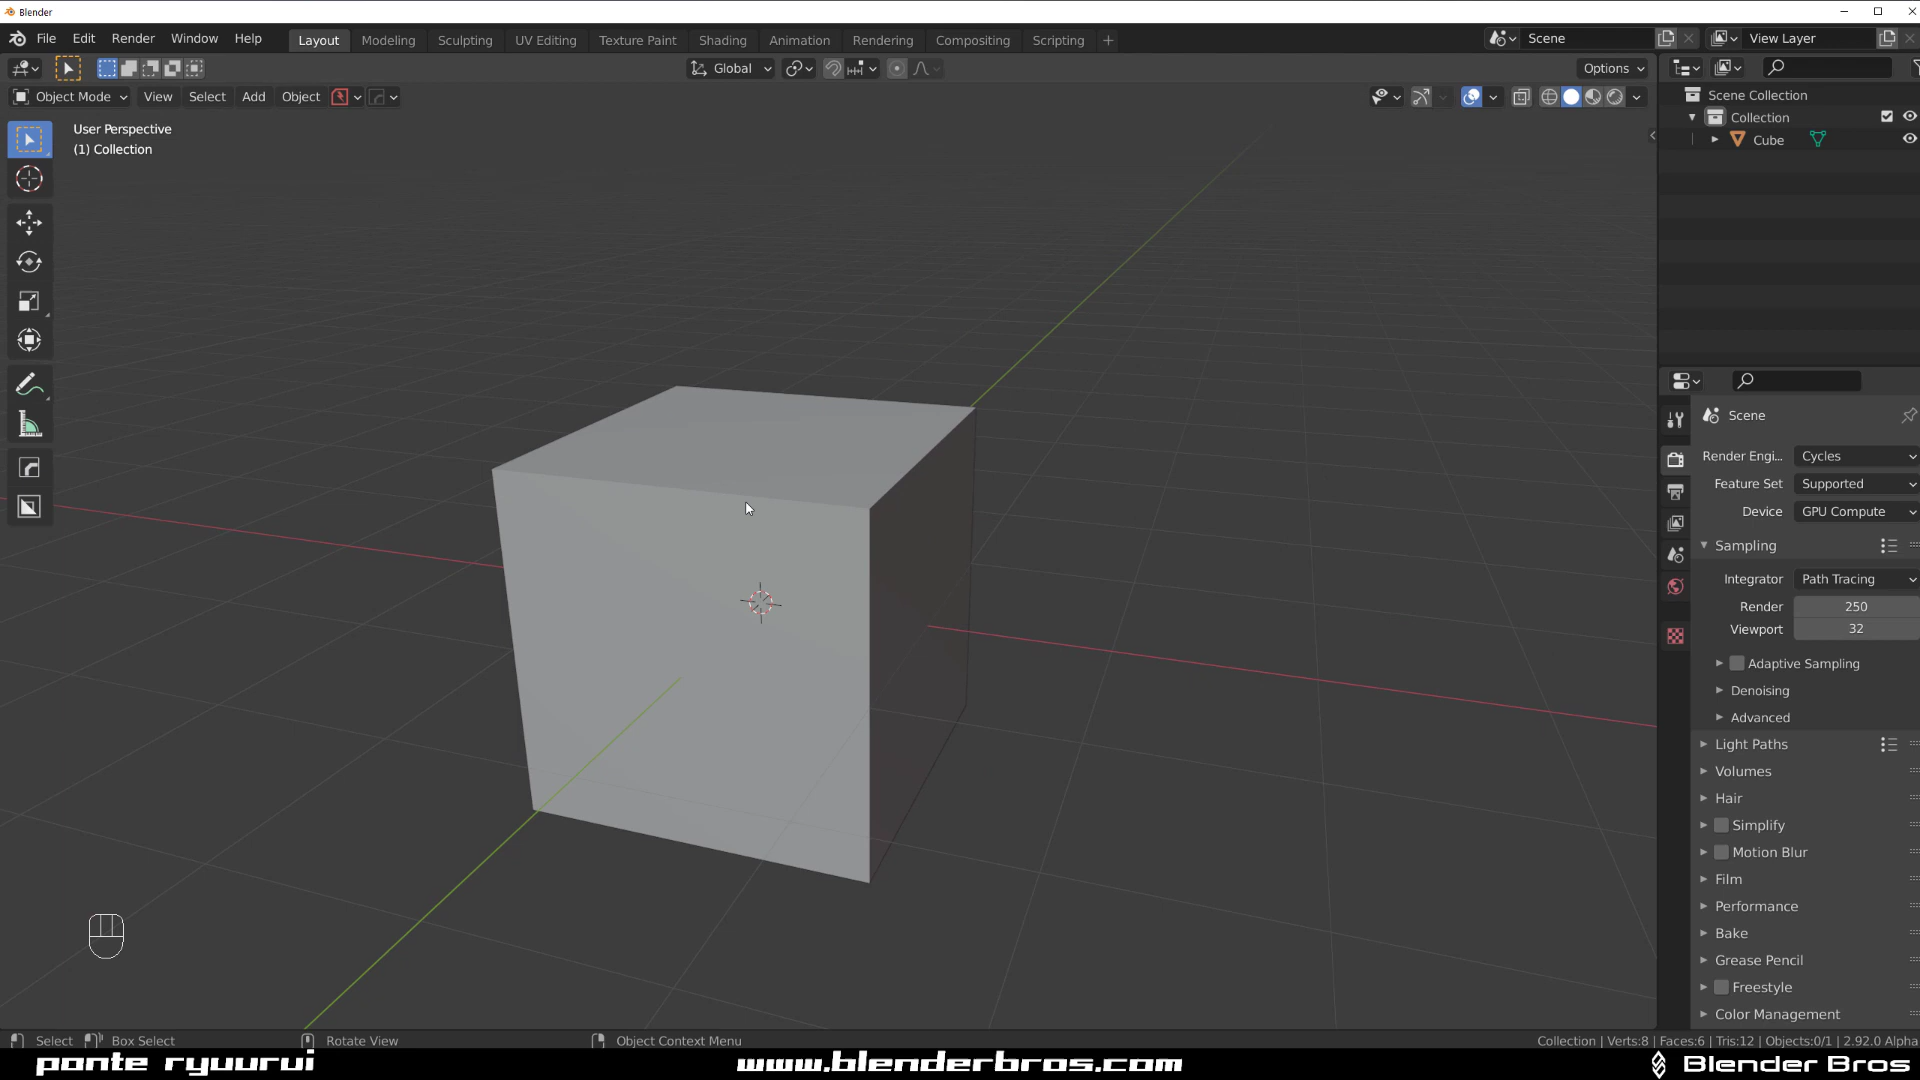 Blender
File Edit Render Window Help Layout Modeling Sculpting UV Editing Texture Paint Shading Animation Rendering Compositing Scripting + Scene View Layer
Global Options
Object Mode View Select Add Object
User Perspective
(1) Collection
Scene Collection
Collection
Cube
Scene
Render Engi... Cycles
Feature Set Supported
Device GPU Compute
Sampling
Integrator Path Tracing
Render 250
Viewport 32
Adaptive Sampling
Denoising
Advanced
Light Paths
Volumes
Hair
Simplify
Motion Blur
Film
Performance
Bake
Grease Pencil
Freestyle
Color Management
Select Box Select Rotate View Object Context Menu Collection | Verts:8 | Faces:6 | Tris:12 | Objects:0/1 | 2.92.0 Alpha
ponte ryuurui www.blenderbros.com Blender Bros